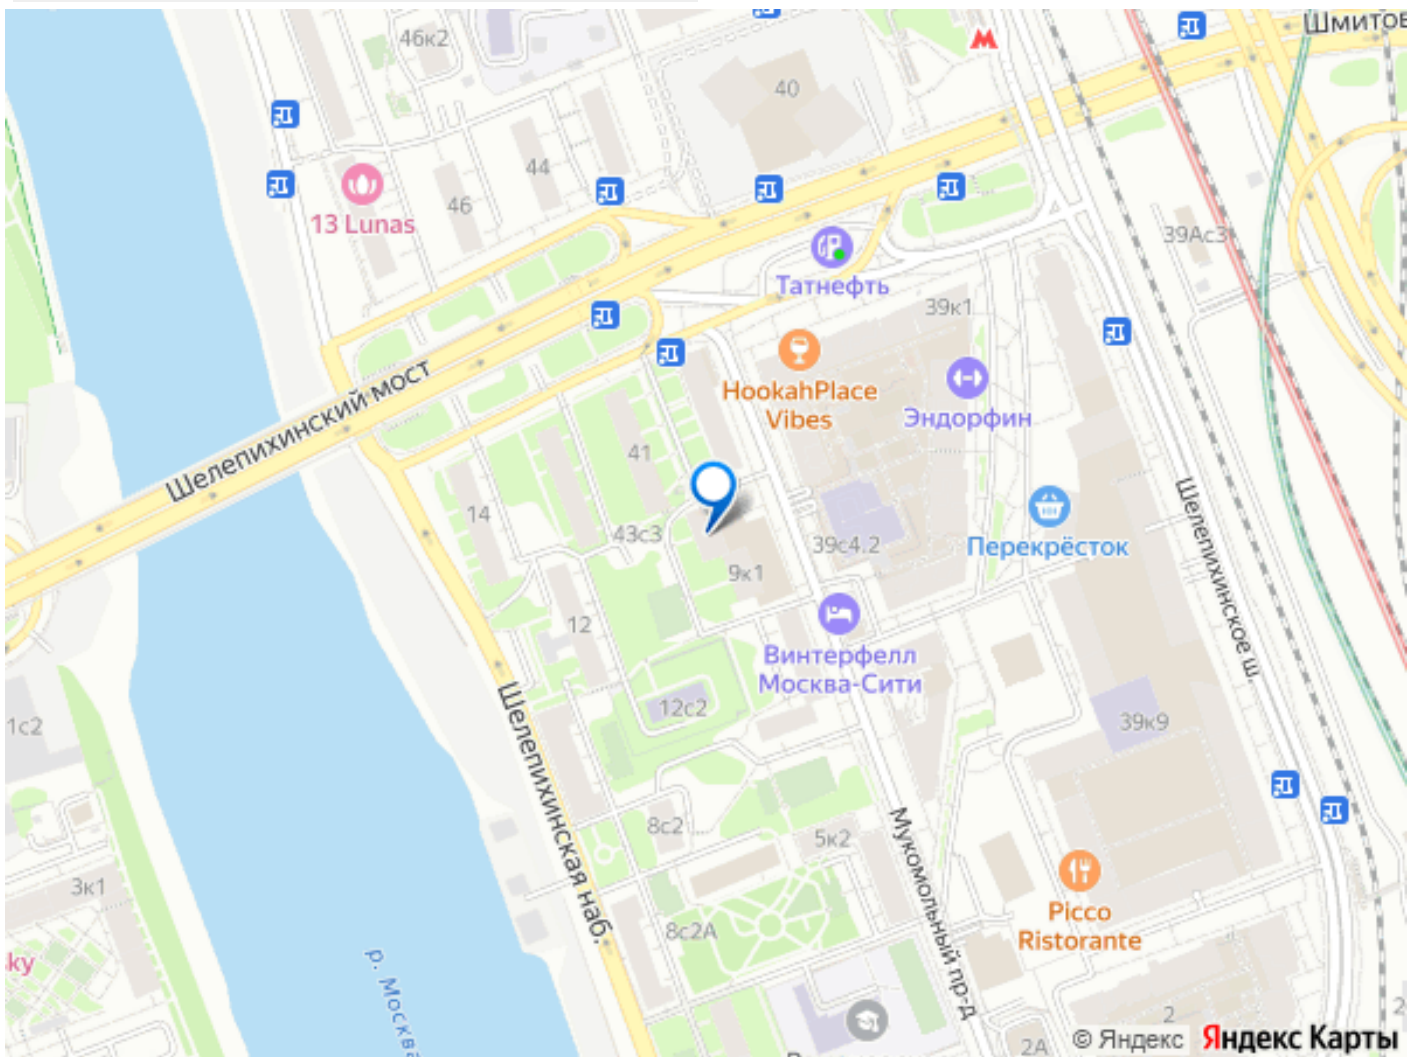 46к2
Шмитов
40
44
46
13 Lunas
39Ас3
Татнефть
39к1
HookahPlace
Vibes
Эндорфин
Шелепихинский мост
41
14
43с3
39с4.2
Перекрёсток
Шелепихинское ш.
9к1
12
Винтерфелл
Москва-Сити
12с2
1с2
39к9
Шелепихинская наб.
8с2
5к2
Мукомольный пр-д
3к1
Picco
Ristorante
8с2А
sky
р. Москва
2
2А
© Яндекс
Яндекс Карты